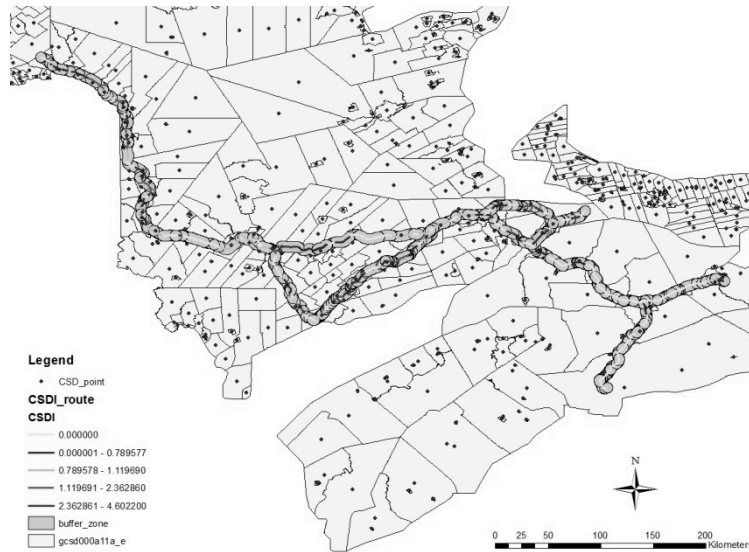 Legend
CSD_point
CSDI_route
CSDI
0.000000
0.000001 - 0.789577
0.789578 - 1.119690
1.119691 - 2.362860
2.362861 - 4.602200
buffer_zone
gcsd000a11a_e
N
0 25 50 100 150 200
Kilometers